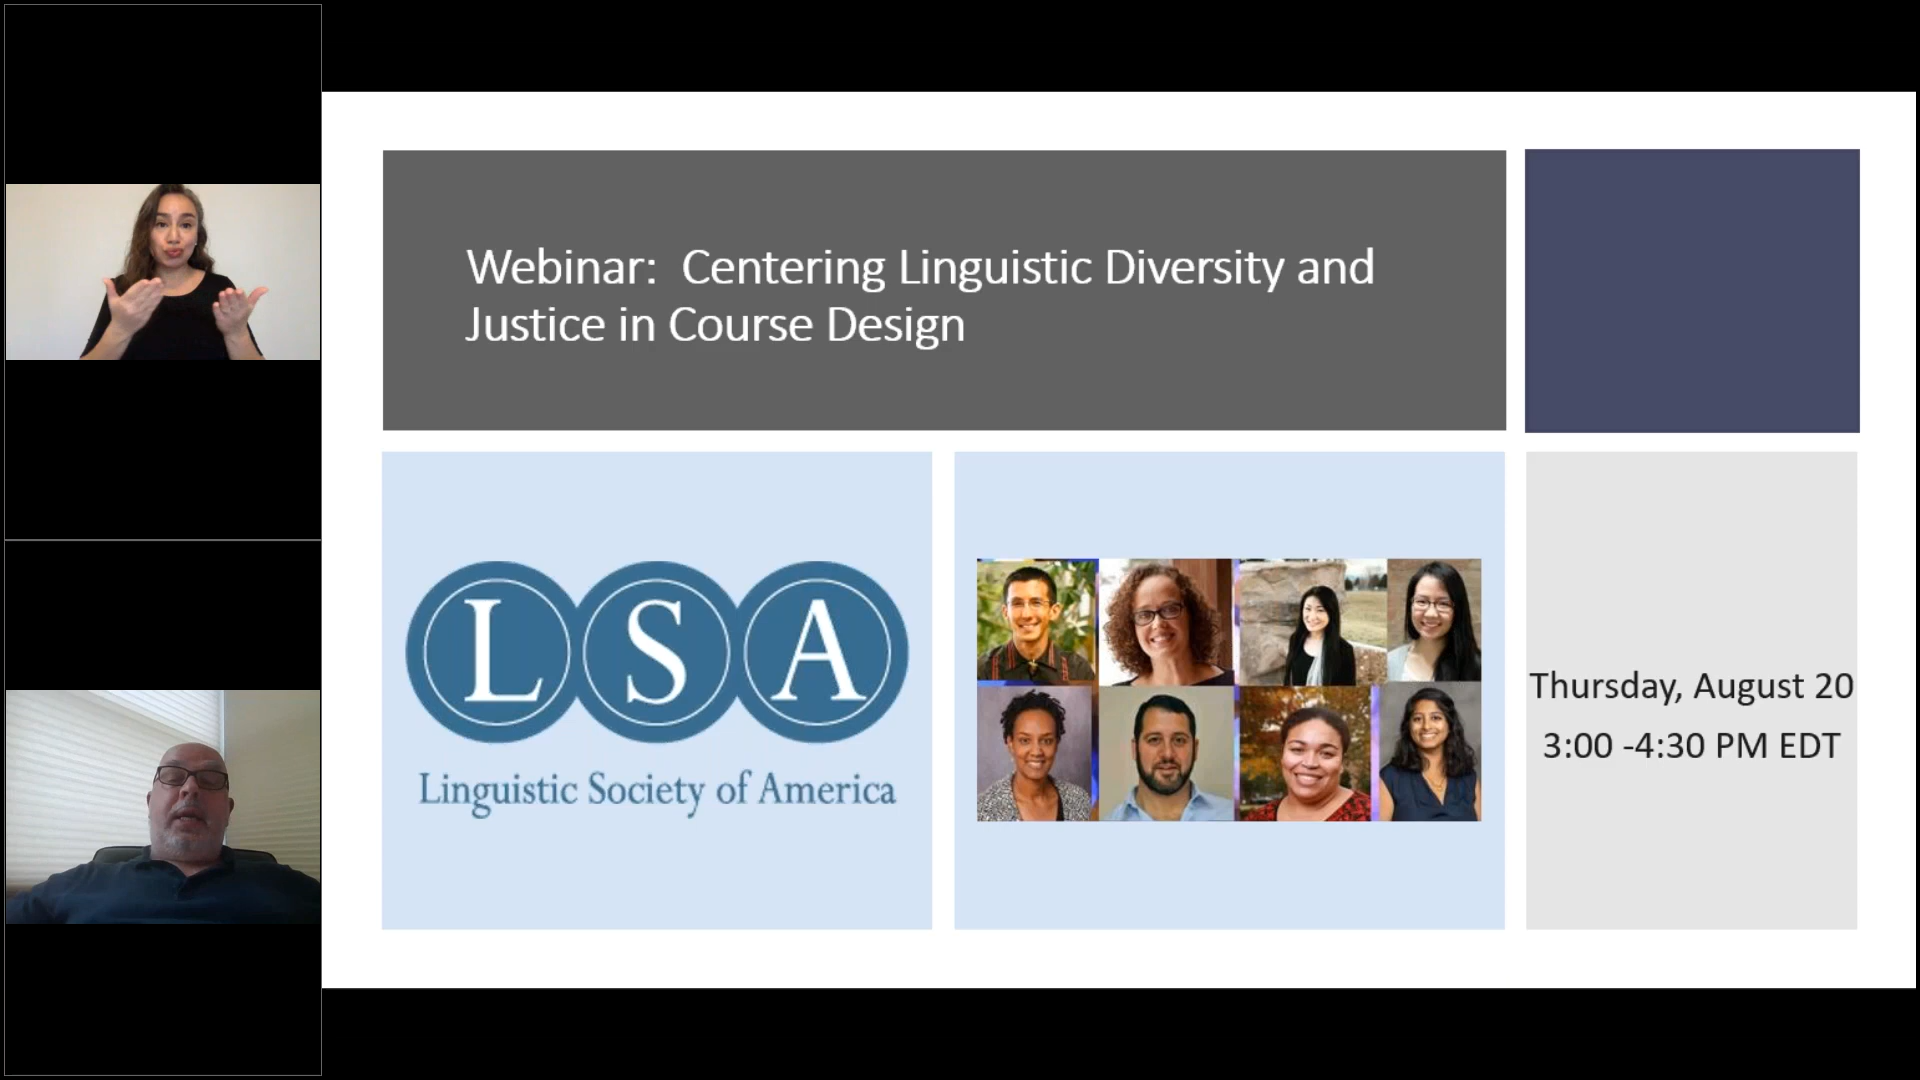 Webinar:  Centering Linguistic Diversity and
Justice in Course Design
LSA
Linguistic Society of America
Thursday, August 20
3:00 -4:30 PM EDT